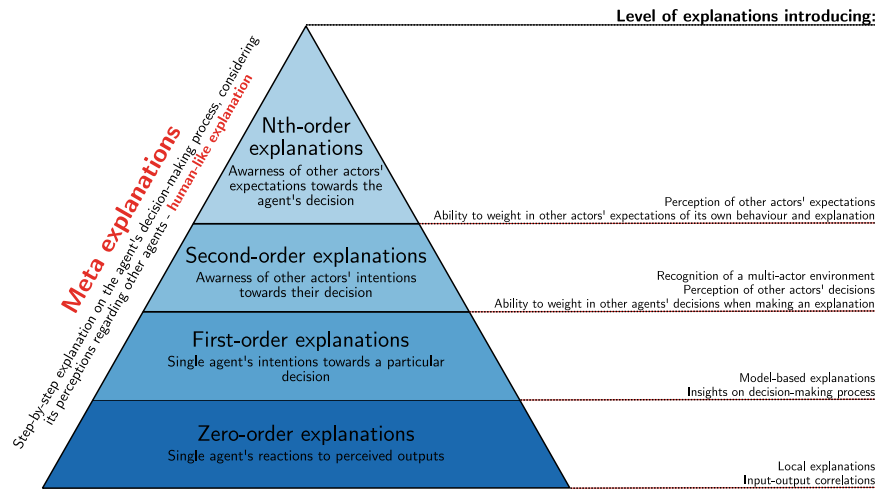 Level of explanations introducing:
Meta explanations
Step-by-step explanation on the agent's decision-making process, considering
its perceptions regarding other agents - human-like explanation
Nth-order
explanations
Awarness of other actors'
expectations towards the
agent's decision
Perception of other actors' expectations
Ability to weight in other actors' expectations of its own behaviour and explanation
Second-order explanations
Awareness of other actors' intentions
towards their decision
Recognition of a multi-actor environment
Perception of other actors' decisions
Ability to weight in other agents' decisions when making an explanation
First-order explanations
Single agent's intentions towards a particular
decision
Model-based explanations
Insights on decision-making process
Zero-order explanations
Single agent's reactions to perceived outputs
Local explanations
Input-output correlations